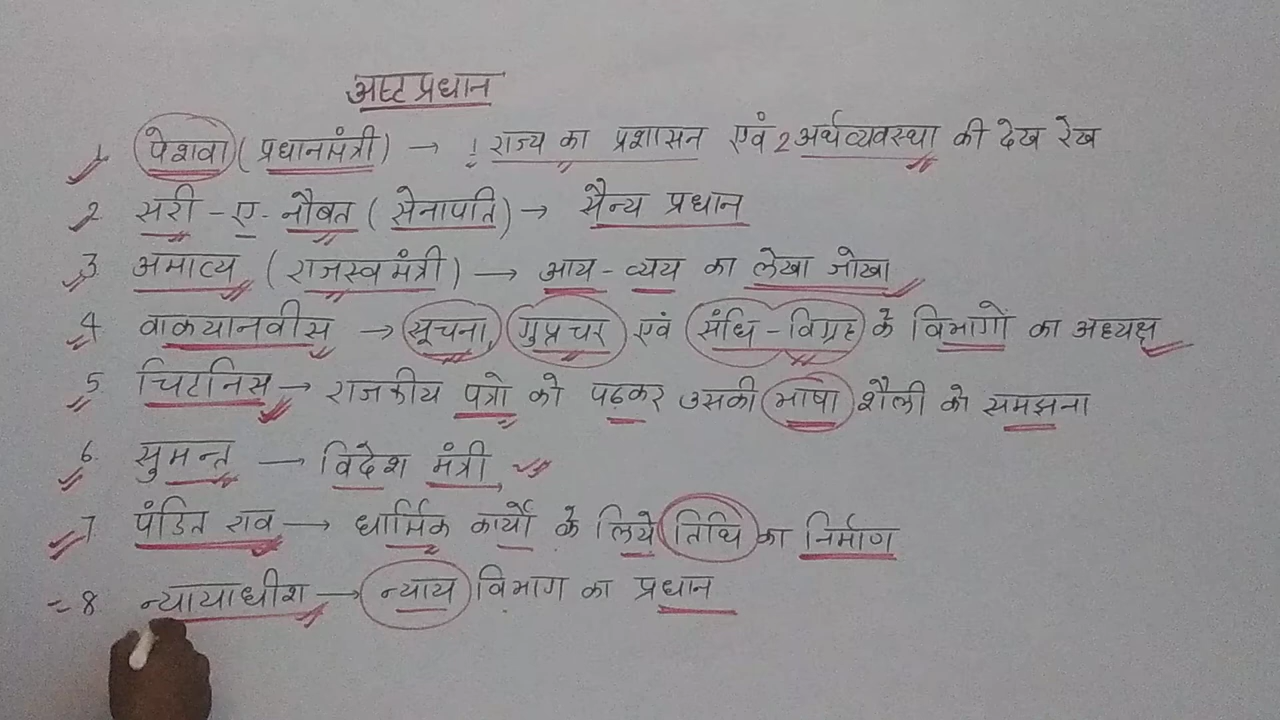 अष्ट प्रधान
1 पेशवा (प्रधानमंत्री) → 1 राज्य का प्रशासन एवं 2 अर्थव्यवस्था की देख रेख
2 सरी - ए - नौबत (सेनापति) → सैन्य प्रधान
3 अमात्य (राजस्व मंत्री) → आय - व्यय का लेखा जोखा
4 वाकयानवीस → सूचना, गुप्तचर एवं संधि - विग्रह के विभागों का अध्यक्ष
5 चिटनिस → राजकीय पत्रो को पढ़कर उसकी भाषा शैली को समझना
6 सुमन्त → विदेश मंत्री
7 पंडित राव → धार्मिक कार्यो के लिये तिथि का निर्माण
8 न्यायाधीश → न्याय विभाग का प्रधान